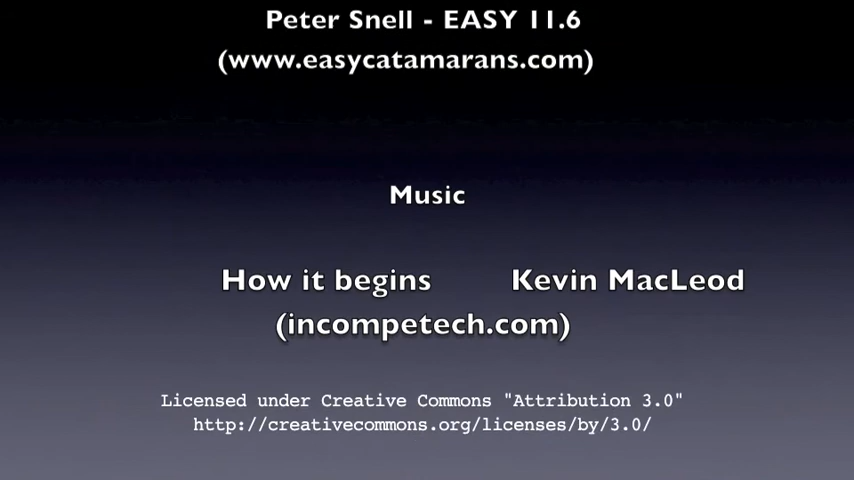 Peter Snell - EASY 11.6
(www.easycatamarans.com)
Music
How it begins Kevin MacLeod
(incompetech.com)
Licensed under Creative Commons "Attribution 3.0"
http://creativecommons.org/licenses/by/3.0/